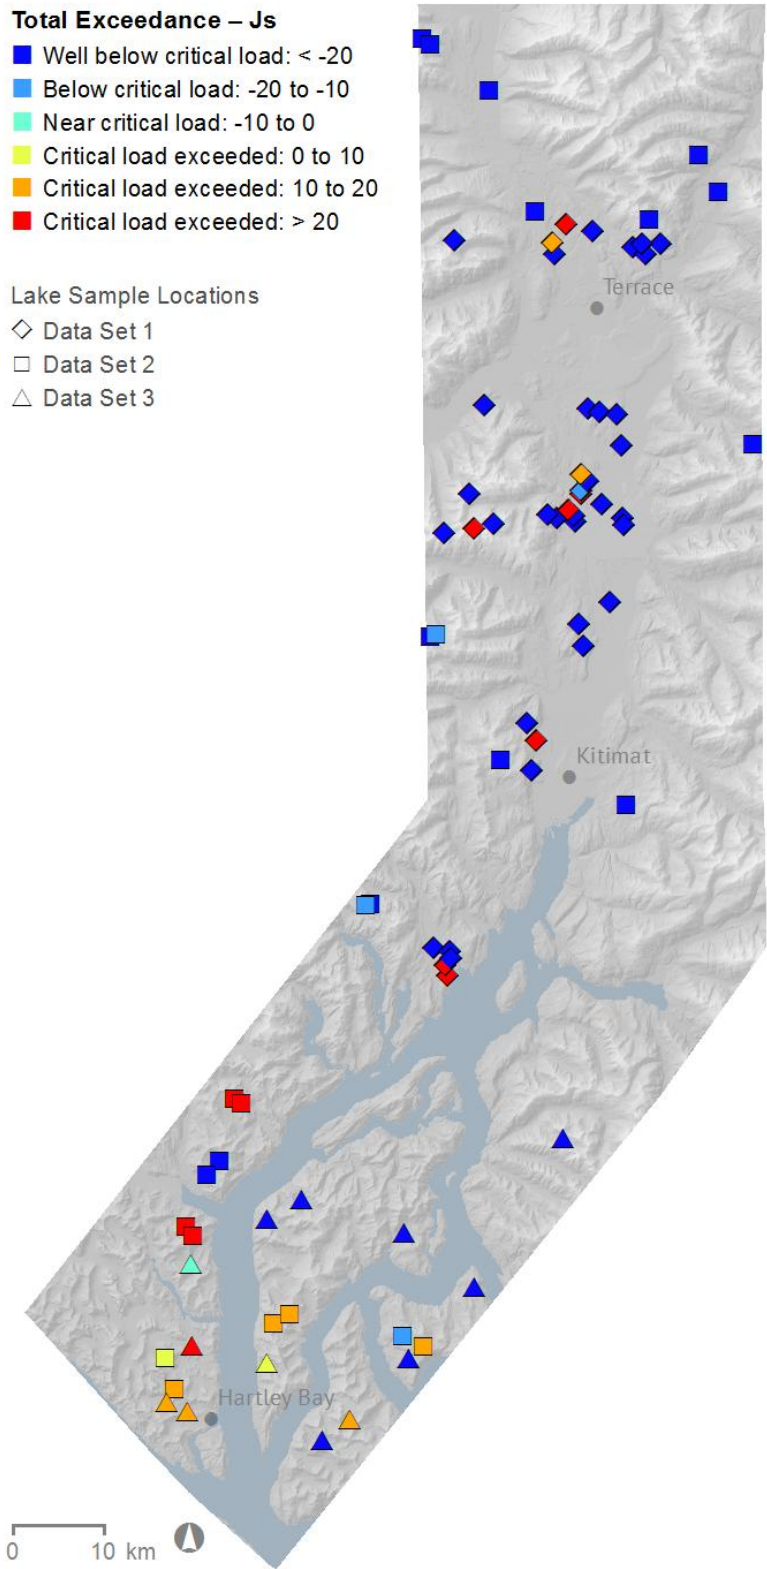 Total Exceedance – Js
Well below critical load: < -20
Below critical load: -20 to -10
Near critical load: -10 to 0
Critical load exceeded: 0 to 10
Critical load exceeded: 10 to 20
Critical load exceeded: > 20
Lake Sample Locations
Data Set 1
Data Set 2
Data Set 3
Terrace
Kitimat
Hartley Bay
0 10 km